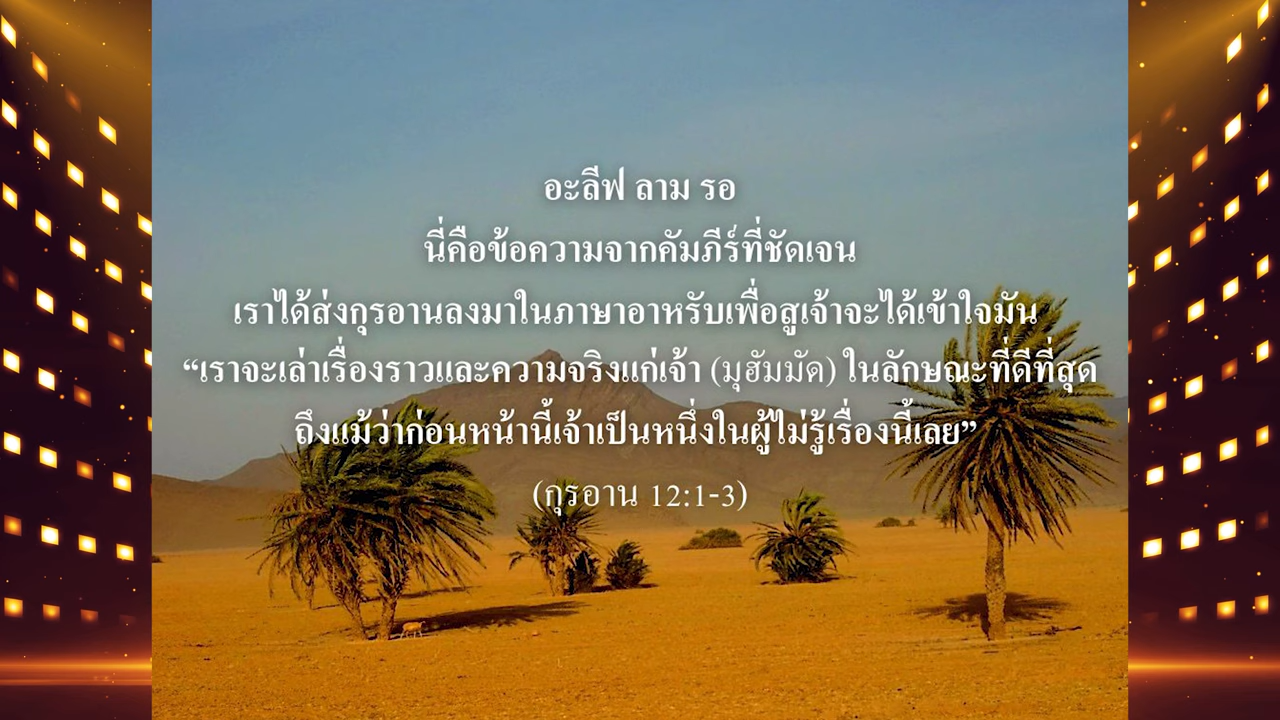 อะลีฟ ลาม รอ
นี่คือข้อความจากคัมภีร์ที่ชัดเจน
เราได้ส่งกุรอานลงมาในภาษาอาหรับเพื่อสูเจ้าจะได้เข้าใจมัน
“เราจะเล่าเรื่องราวและความจริงแก่เจ้า (มุฮัมมัด) ในลักษณะที่ดีที่สุด
ถึงแม้ว่าก่อนหน้านี้เจ้าเป็นหนึ่งในผู้ไม่รู้เรื่องนี้เลย”
(กุรอาน 12:1-3)